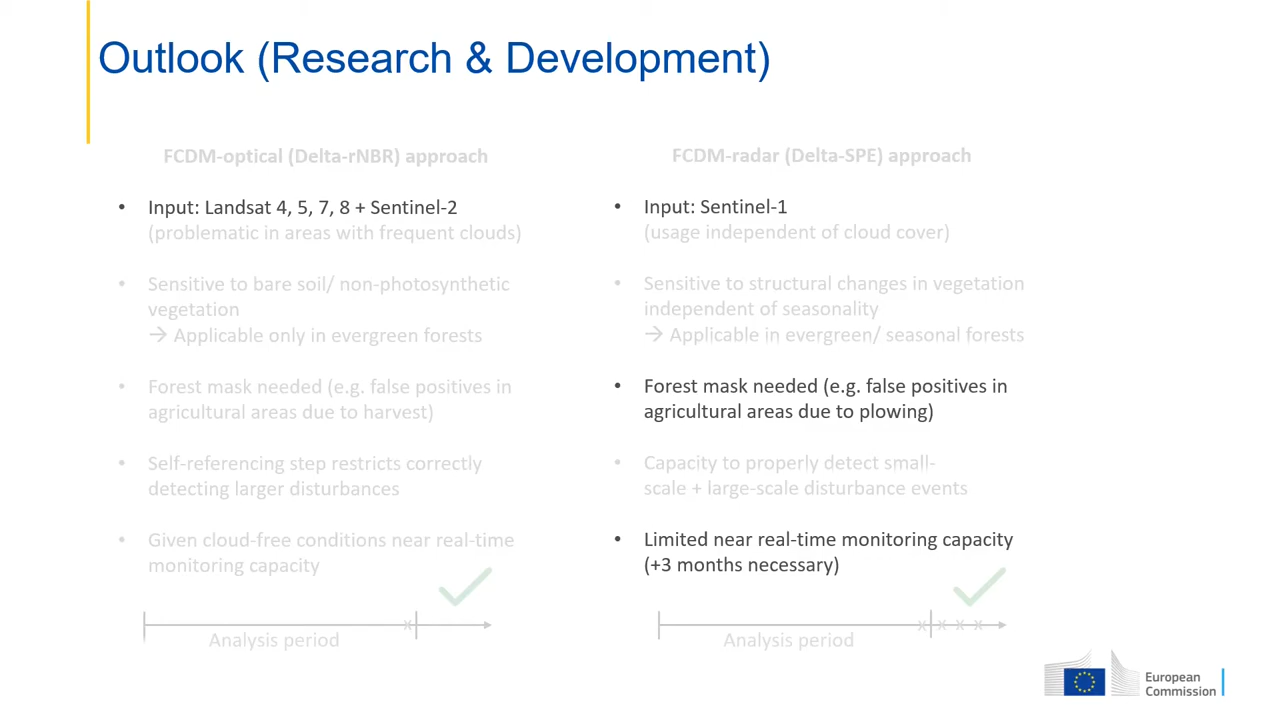 Outlook (Research & Development)
FCDM-optical (Delta-rNBR) approach
• Input: Landsat 4, 5, 7, 8 + Sentinel-2
(problematic in areas with frequent clouds)
• Sensitive to bare soil/ non-photosynthetic
vegetation
→ Applicable only in evergreen forests
• Forest mask needed (e.g. false positives in
agricultural areas due to harvest)
• Self-referencing step restricts correctly
detecting larger disturbances
• Given cloud-free conditions near real-time
monitoring capacity
x
Analysis period
FCDM-radar (Delta-SPE) approach
• Input: Sentinel-1
(usage independent of cloud cover)
• Sensitive to structural changes in vegetation
independent of seasonality
→ Applicable in evergreen/ seasonal forests
• Forest mask needed (e.g. false positives in
agricultural areas due to plowing)
• Capacity to properly detect small-
scale + large-scale disturbance events
• Limited near real-time monitoring capacity
(+3 months necessary)
x x x x
Analysis period
European
Commission